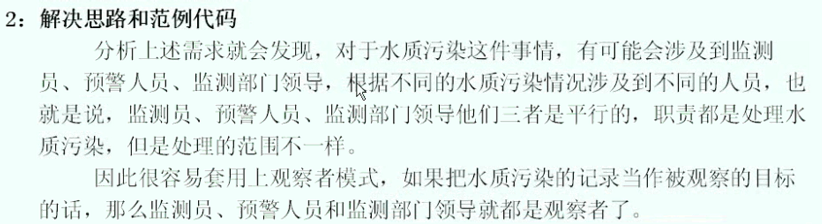 2：解决思路和范例代码
分析上述需求就会发现，对于水质污染这件事情，有可能会涉及到监测
员、预警人员、监测部门领导，根据不同的水质污染情况涉及到不同的人员，也
就是说，监测员、预警人员、监测部门领导他们三者是平行的，职责都是处理水
质污染，但是处理的范围不一样。
因此很容易套用上观察者模式，如果把水质污染的记录当作被观察的目标
的话，那么监测员、预警人员和监测部门领导就都是观察者了。